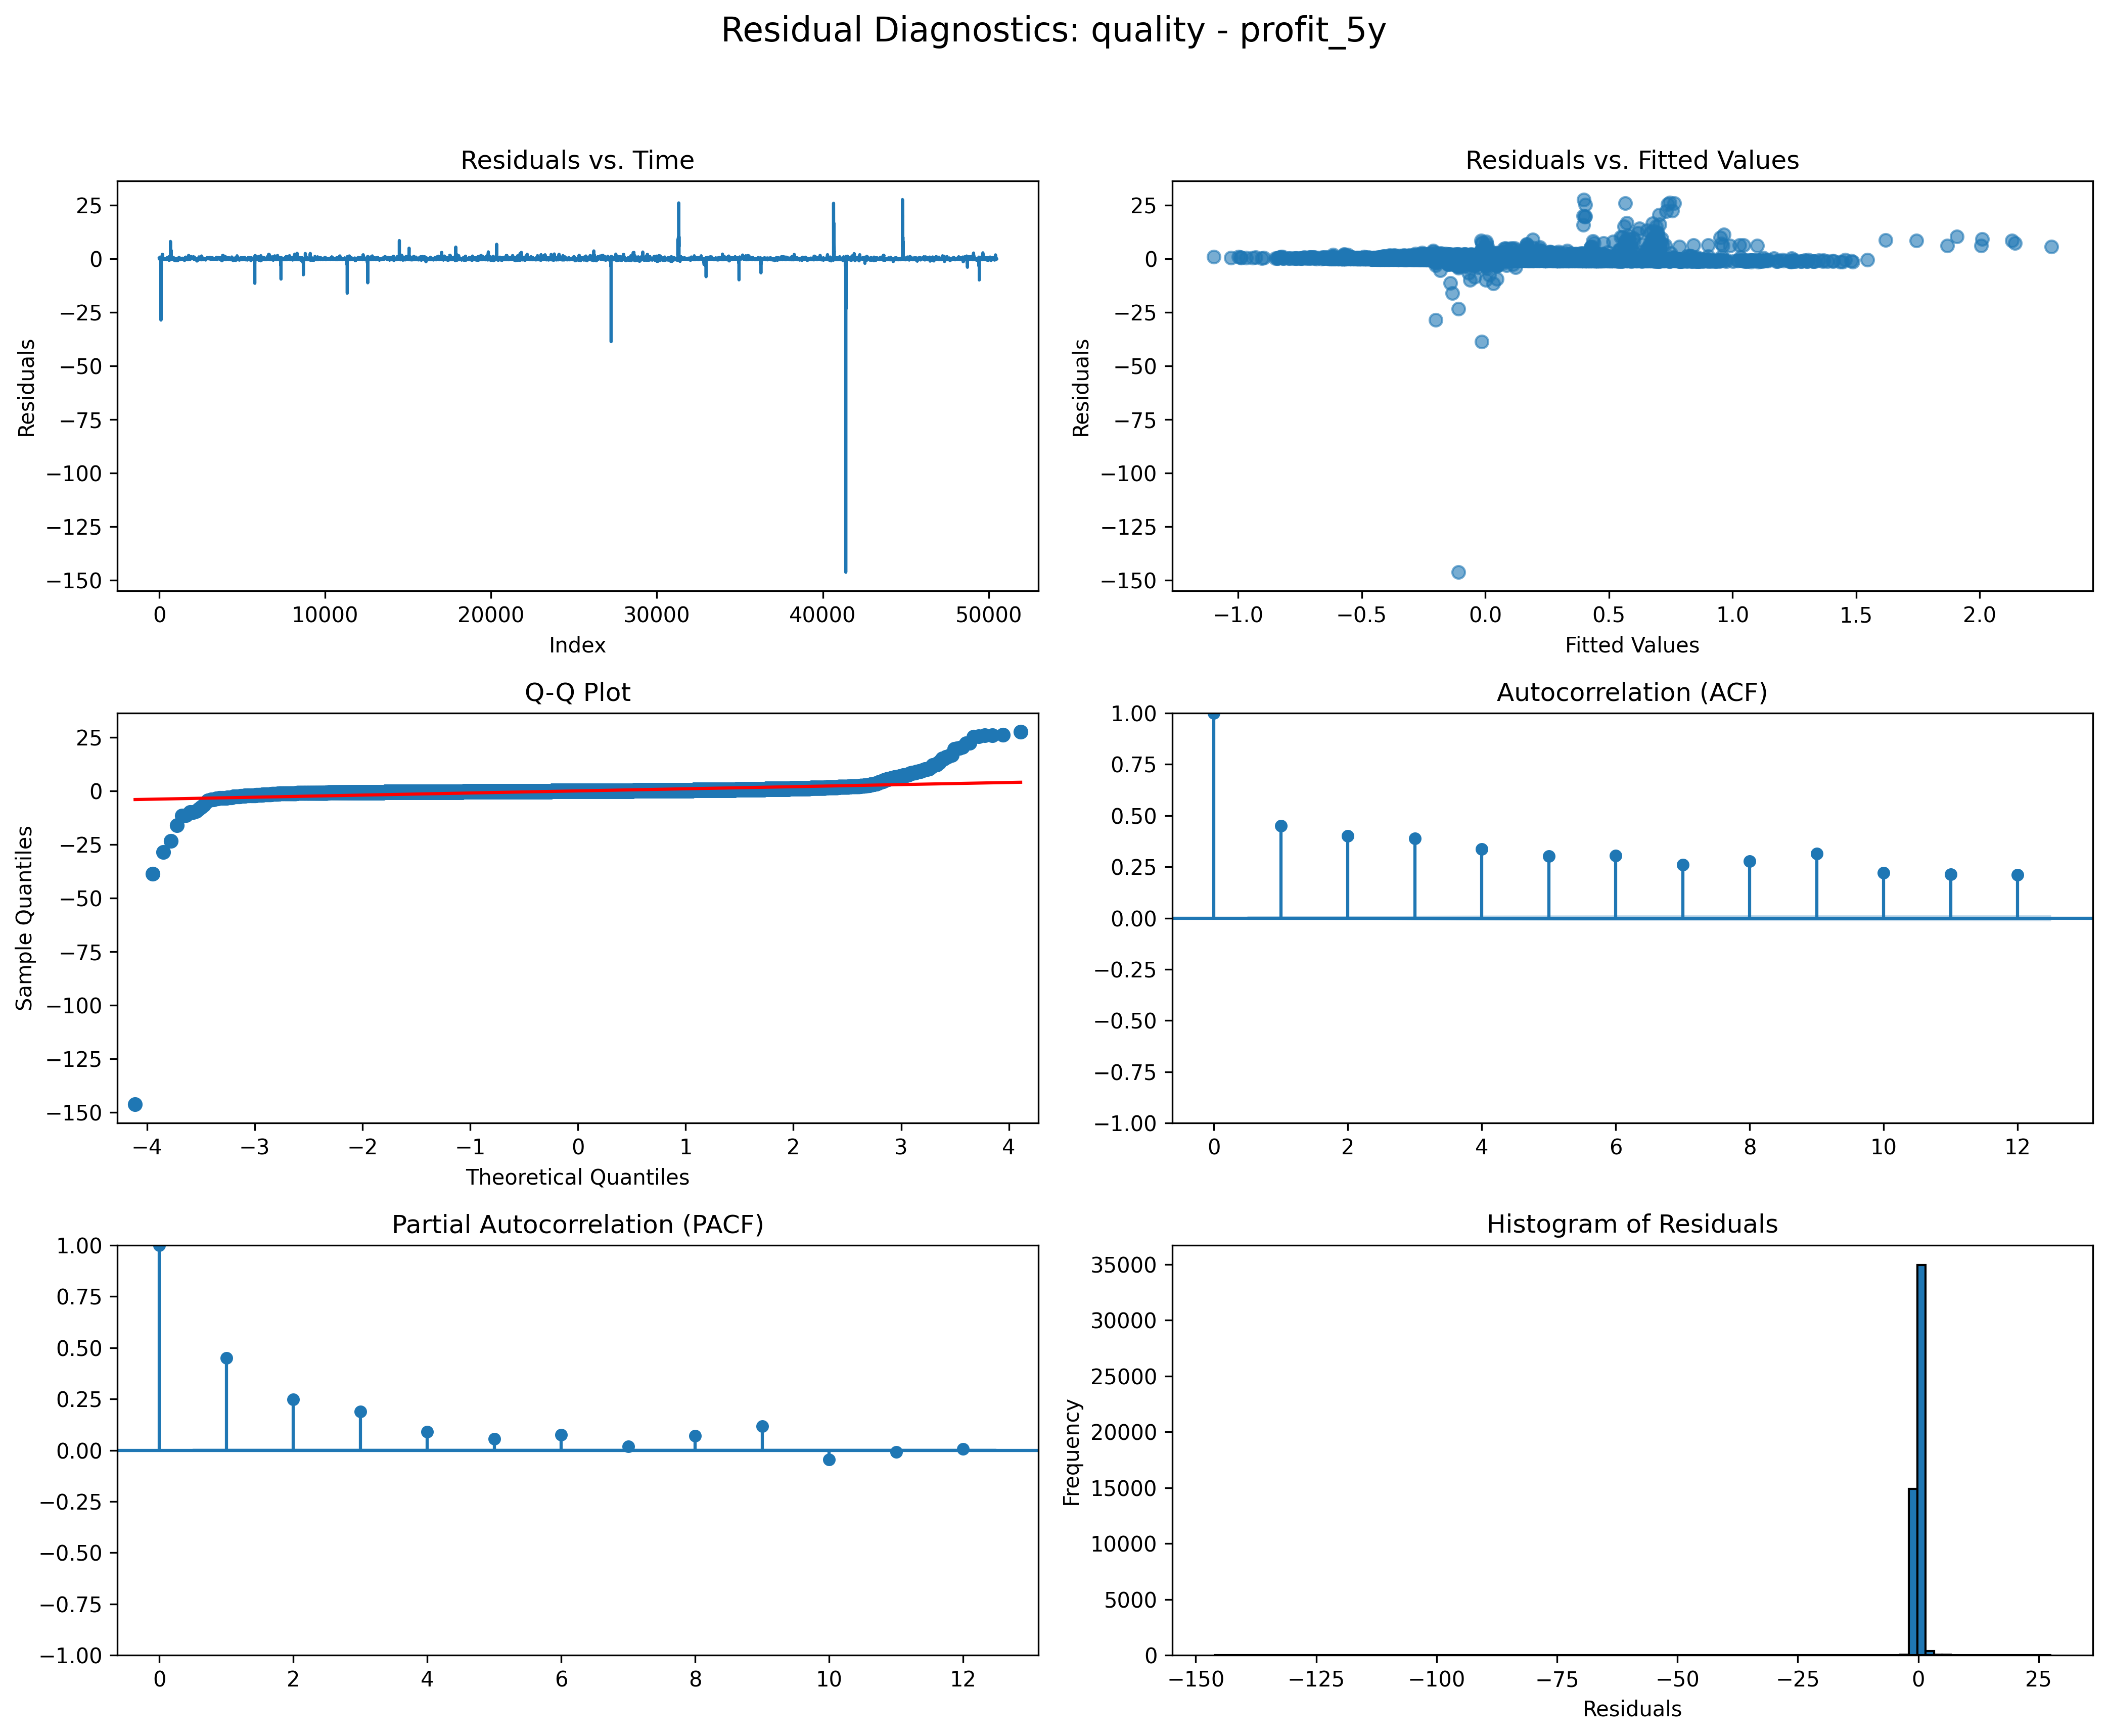 Residual Diagnostics: quality - profit_5y
Residuals vs. Time
25
0
−25
−50
−75
−100
−125
−150
Residuals
0 10000 20000 30000 40000 50000
Index
Residuals vs. Fitted Values
25
0
−25
−50
−75
−100
−125
−150
Residuals
−1.0 −0.5 0.0 0.5 1.0 1.5 2.0
Fitted Values
Q-Q Plot
25
0
−25
−50
−75
−100
−125
−150
Sample Quantiles
−4 −3 −2 −1 0 1 2 3 4
Theoretical Quantiles
Autocorrelation (ACF)
1.00
0.75
0.50
0.25
0.00
−0.25
−0.50
−0.75
−1.00
0 2 4 6 8 10 12
Partial Autocorrelation (PACF)
1.00
0.75
0.50
0.25
0.00
−0.25
−0.50
−0.75
−1.00
0 2 4 6 8 10 12
Histogram of Residuals
35000
30000
25000
20000
15000
10000
5000
0
Frequency
−150 −125 −100 −75 −50 −25 0 25
Residuals